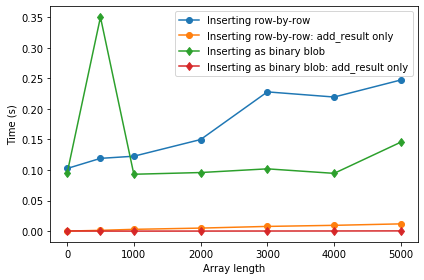 Inserting row-by-row
Inserting row-by-row: add_result only
Inserting as binary blob
Inserting as binary blob: add_result only
Time (s)
0.35
0.30
0.25
0.20
0.15
0.10
0.05
0.00
0 1000 2000 3000 4000 5000
Array length